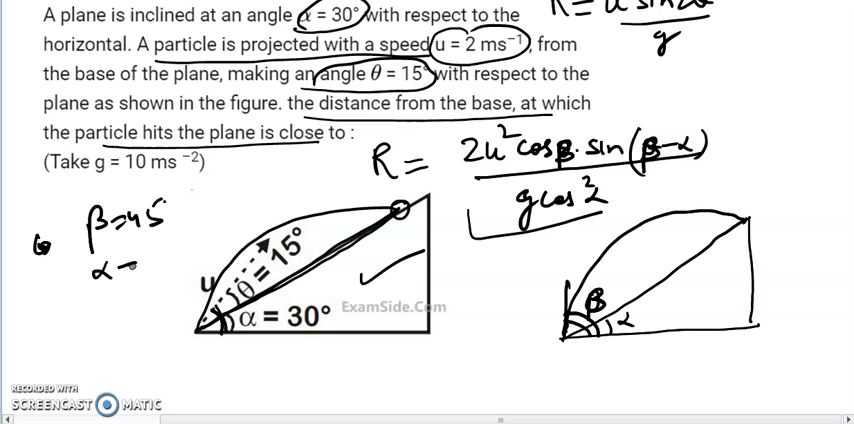 A plane is inclined at an angle α = 30° with respect to the
horizontal. A particle is projected with a speed u = 2 ms⁻¹, from
the base of the plane, making an angle θ = 15° with respect to the
plane as shown in the figure. the distance from the base, at which
the particle hits the plane is close to :
(Take g = 10 ms ⁻²)
g
R = 2u² cosβ · sin(β-α)
g cos²α
β=45°
α =
u
θ = 15°
α = 30°
ExamSide.Com
β
α
RECORDED WITH
SCREENCAST MATIC